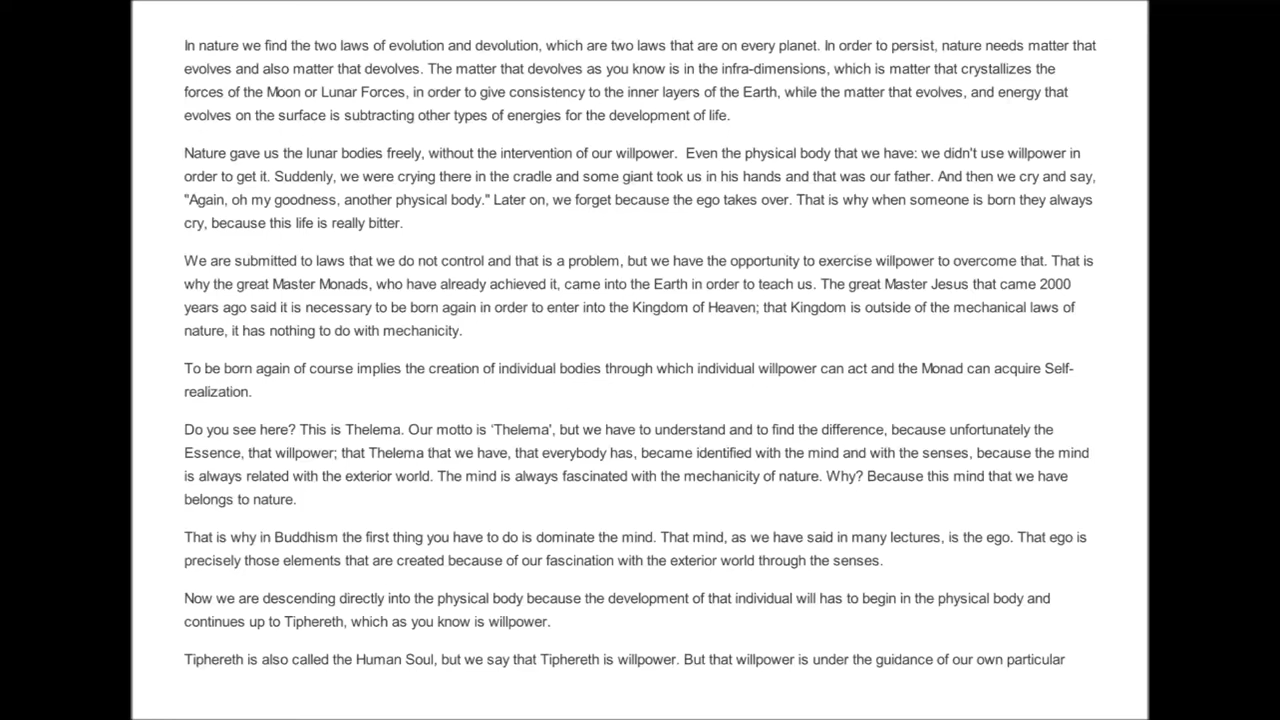 In nature we find the two laws of evolution and devolution, which are two laws that are on every planet. In order to persist, nature needs matter that
evolves and also matter that devolves. The matter that devolves as you know is in the infra-dimensions, which is matter that crystallizes the
forces of the Moon or Lunar Forces, in order to give consistency to the inner layers of the Earth, while the matter that evolves, and energy that
evolves on the surface is subtracting other types of energies for the development of life.
Nature gave us the lunar bodies freely, without the intervention of our willpower.  Even the physical body that we have: we didn't use willpower in
order to get it. Suddenly, we were crying there in the cradle and some giant took us in his hands and that was our father. And then we cry and say,
"Again, oh my goodness, another physical body." Later on, we forget because the ego takes over. That is why when someone is born they always
cry, because this life is really bitter.
We are submitted to laws that we do not control and that is a problem, but we have the opportunity to exercise willpower to overcome that. That is
why the great Master Monads, who have already achieved it, came into the Earth in order to teach us. The great Master Jesus that came 2000
years ago said it is necessary to be born again in order to enter into the Kingdom of Heaven; that Kingdom is outside of the mechanical laws of
nature, it has nothing to do with mechanicity.
To be born again of course implies the creation of individual bodies through which individual willpower can act and the Monad can acquire Self-
realization.
Do you see here? This is Thelema. Our motto is 'Thelema', but we have to understand and to find the difference, because unfortunately the
Essence, that willpower; that Thelema that we have, that everybody has, became identified with the mind and with the senses, because the mind
is always related with the exterior world. The mind is always fascinated with the mechanicity of nature. Why? Because this mind that we have
belongs to nature.
That is why in Buddhism the first thing you have to do is dominate the mind. That mind, as we have said in many lectures, is the ego. That ego is
precisely those elements that are created because of our fascination with the exterior world through the senses.
Now we are descending directly into the physical body because the development of that individual will has to begin in the physical body and
continues up to Tiphereth, which as you know is willpower.
Tiphereth is also called the Human Soul, but we say that Tiphereth is willpower. But that willpower is under the guidance of our own particular